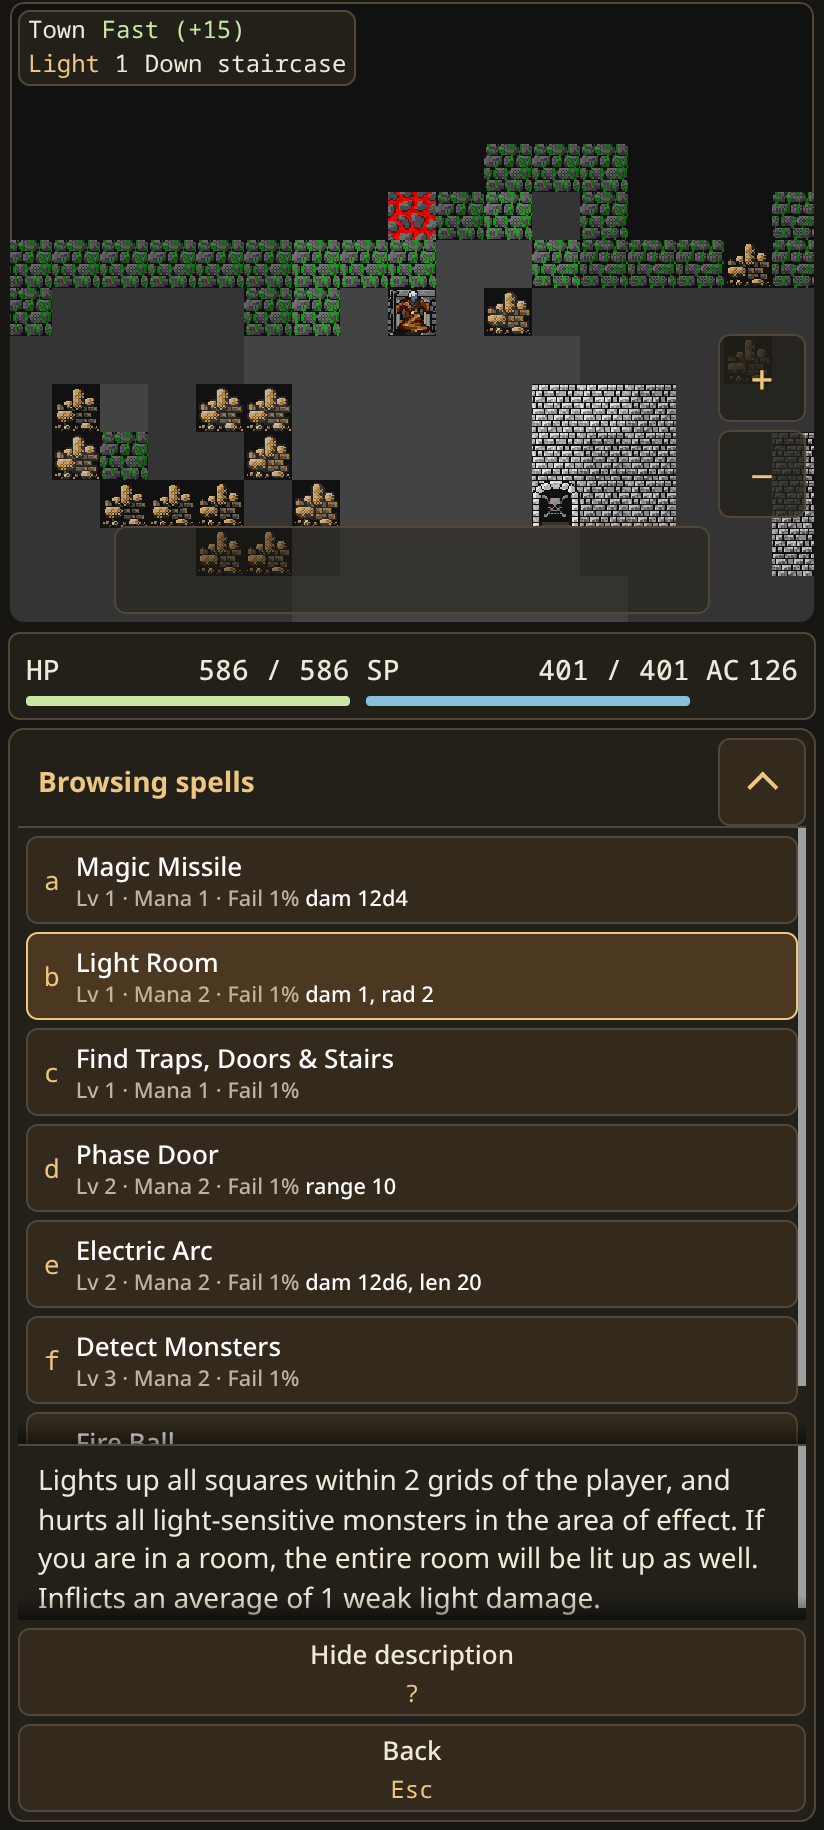 Town Fast (+15)
Light 1 Down staircase
+
−
HP 586 / 586 SP 401 / 401 AC 126
Browsing spells
a Magic Missile
Lv 1 · Mana 1 · Fail 1% dam 12d4
b Light Room
Lv 1 · Mana 2 · Fail 1% dam 1, rad 2
c Find Traps, Doors & Stairs
Lv 1 · Mana 1 · Fail 1%
d Phase Door
Lv 2 · Mana 2 · Fail 1% range 10
e Electric Arc
Lv 2 · Mana 2 · Fail 1% dam 12d6, len 20
f Detect Monsters
Lv 3 · Mana 2 · Fail 1%
Fire Ball
Lights up all squares within 2 grids of the player, and
hurts all light-sensitive monsters in the area of effect. If
you are in a room, the entire room will be lit up as well.
Inflicts an average of 1 weak light damage.
Hide description
?
Back
Esc